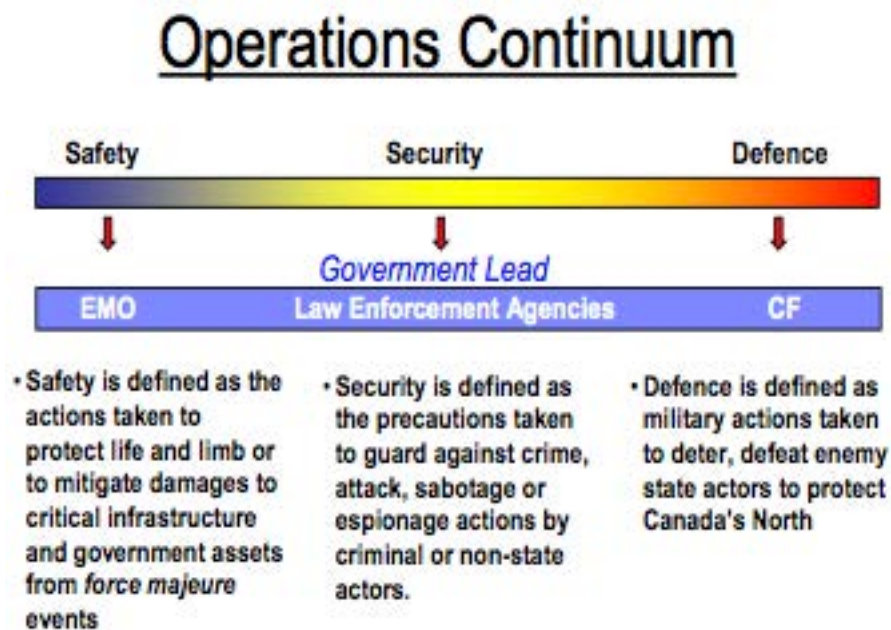 Operations Continuum
Safety Security Defence
Government Lead
EMO Law Enforcement Agencies CF
• Safety is defined as the
actions taken to
protect life and limb or
to mitigate damages to
critical infrastructure
and government assets
from force majeure
events
• Security is defined as
the precautions taken
to guard against crime,
attack, sabotage or
espionage actions by
criminal or non-state
actors.
• Defence is defined as
military actions taken
to deter, defeat enemy
state actors to protect
Canada's North